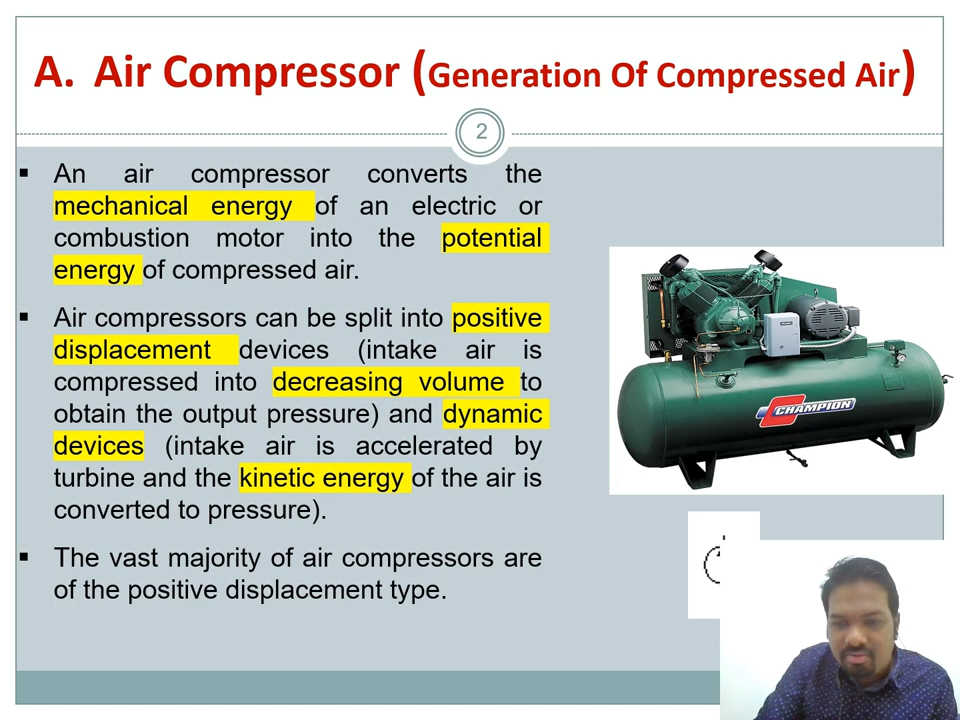 A. Air Compressor (Generation Of Compressed Air)
2
▪ An air compressor converts the
mechanical energy of an electric or
combustion motor into the potential
energy of compressed air.
▪ Air compressors can be split into positive
displacement devices (intake air is
compressed into decreasing volume to
obtain the output pressure) and dynamic
devices (intake air is accelerated by
turbine and the kinetic energy of the air is
converted to pressure).
▪ The vast majority of air compressors are
of the positive displacement type.
CHAMPION